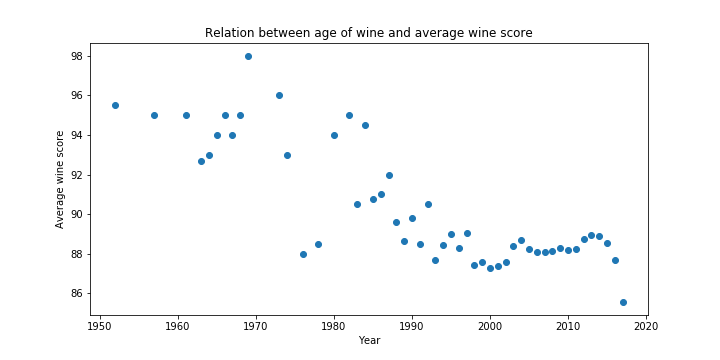 Relation between age of wine and average wine score
98
96
94
92
90
88
86
Average wine score
1950 1960 1970 1980 1990 2000 2010 2020
Year